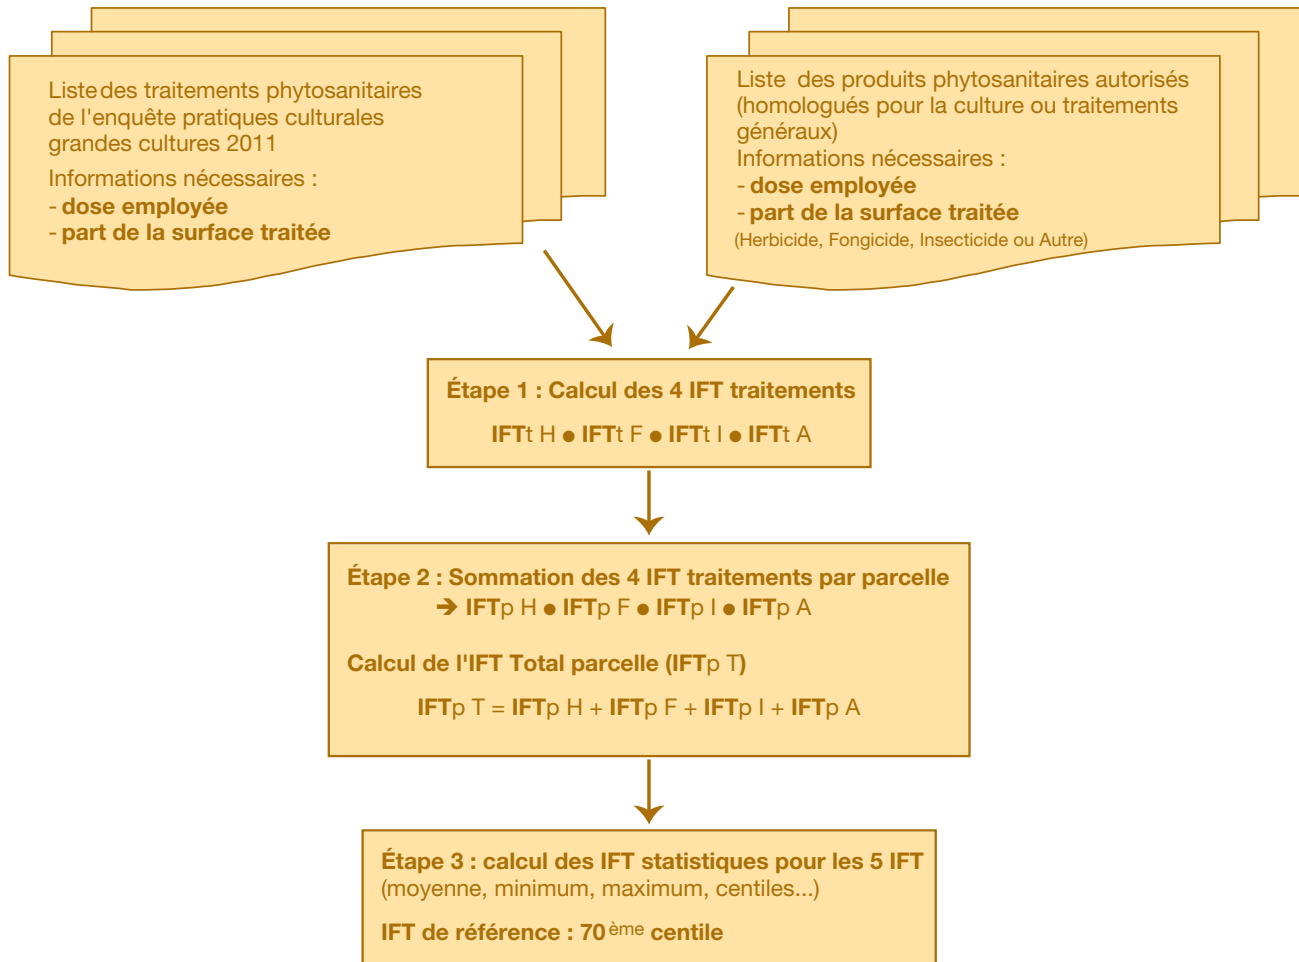 Liste des traitements phytosanitaires
de l'enquête pratiques culturales
grandes cultures 2011
Informations nécessaires :
- dose employée
- part de la surface traitée
Liste des produits phytosanitaires autorisés
(homologués pour la culture ou traitements
généraux)
Informations nécessaires :
- dose employée
- part de la surface traitée
(Herbicide, Fongicide, Insecticide ou Autre)
Étape 1 : Calcul des 4 IFT traitements
IFTt H ● IFTt F ● IFTt I ● IFTt A
Étape 2 : Sommation des 4 IFT traitements par parcelle
➔ IFTp H ● IFTp F ● IFTp I ● IFTp A
Calcul de l'IFT Total parcelle (IFTp T)
IFTp T = IFTp H + IFTp F + IFTp I + IFTp A
Étape 3 : calcul des IFT statistiques pour les 5 IFT
(moyenne, minimum, maximum, centiles...)
IFT de référence : 70ème centile